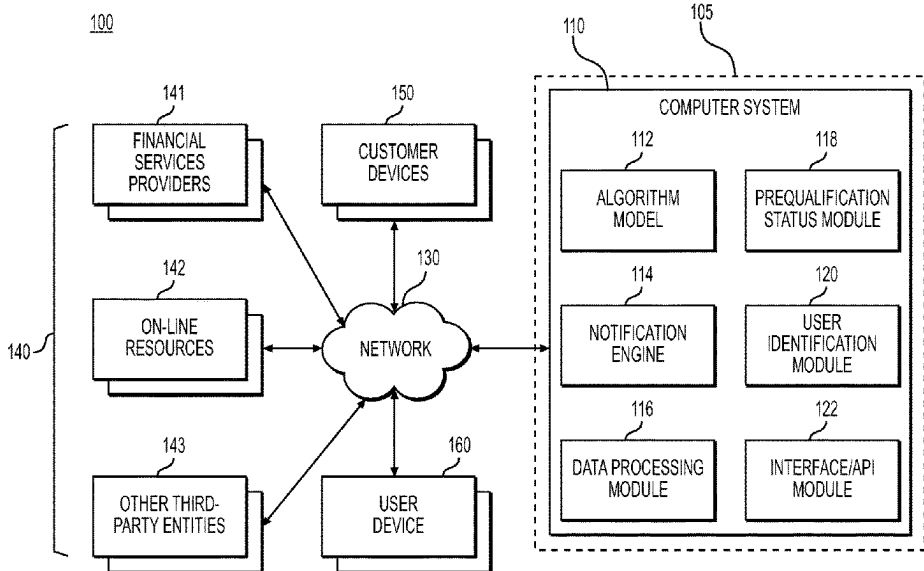 100
105
110
141
FINANCIAL
SERVICES
PROVIDERS
150
CUSTOMER
DEVICES
COMPUTER SYSTEM
112
ALGORITHM
MODEL
118
PREQUALIFICATION
STATUS MODULE
140
142
ON-LINE
RESOURCES
130
NETWORK
114
NOTIFICATION
ENGINE
120
USER
IDENTIFICATION
MODULE
143
OTHER THIRD-
PARTY ENTITIES
160
USER
DEVICE
116
DATA PROCESSING
MODULE
122
INTERFACE/API
MODULE